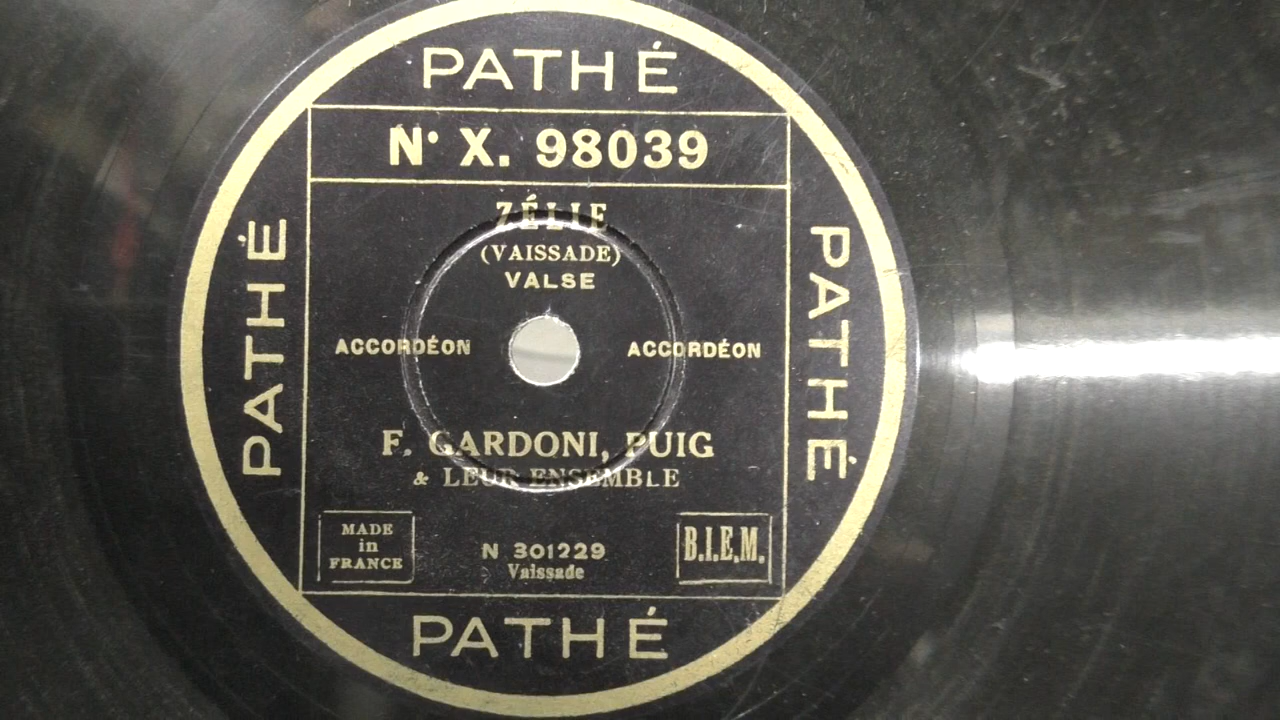 PATHÉ
N° X. 98039
ZÉLIE
(VAISSADE)
VALSE
ACCORDÉON ACCORDÉON
F. GARDONI, PUIG
& LEUR ENSEMBLE
MADE
in
FRANCE
N 301229
Vaissade
B.I.E.M.
PATHÉ
PATHÉ
PATHÉ